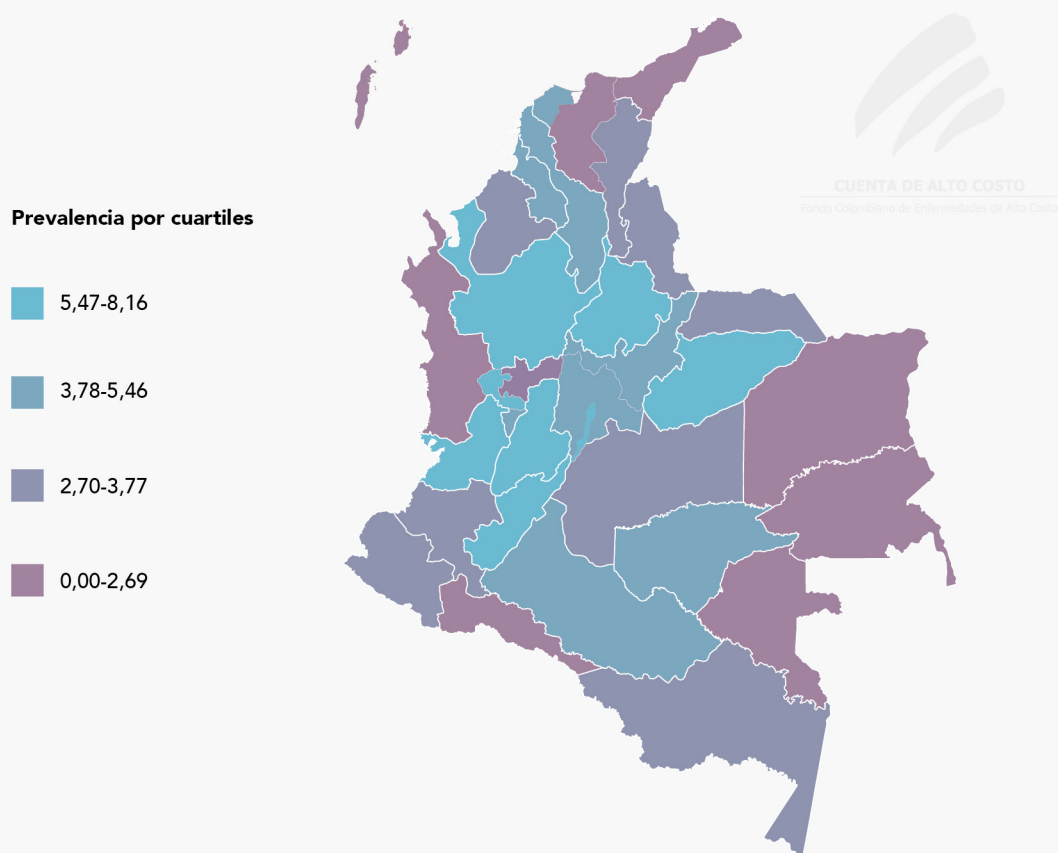 CUENTA DE ALTO COSTO
Fondo Colombiano de Enfermedades de Alto Costo
Prevalencia por cuartiles
5,47-8,16
3,78-5,46
2,70-3,77
0,00-2,69